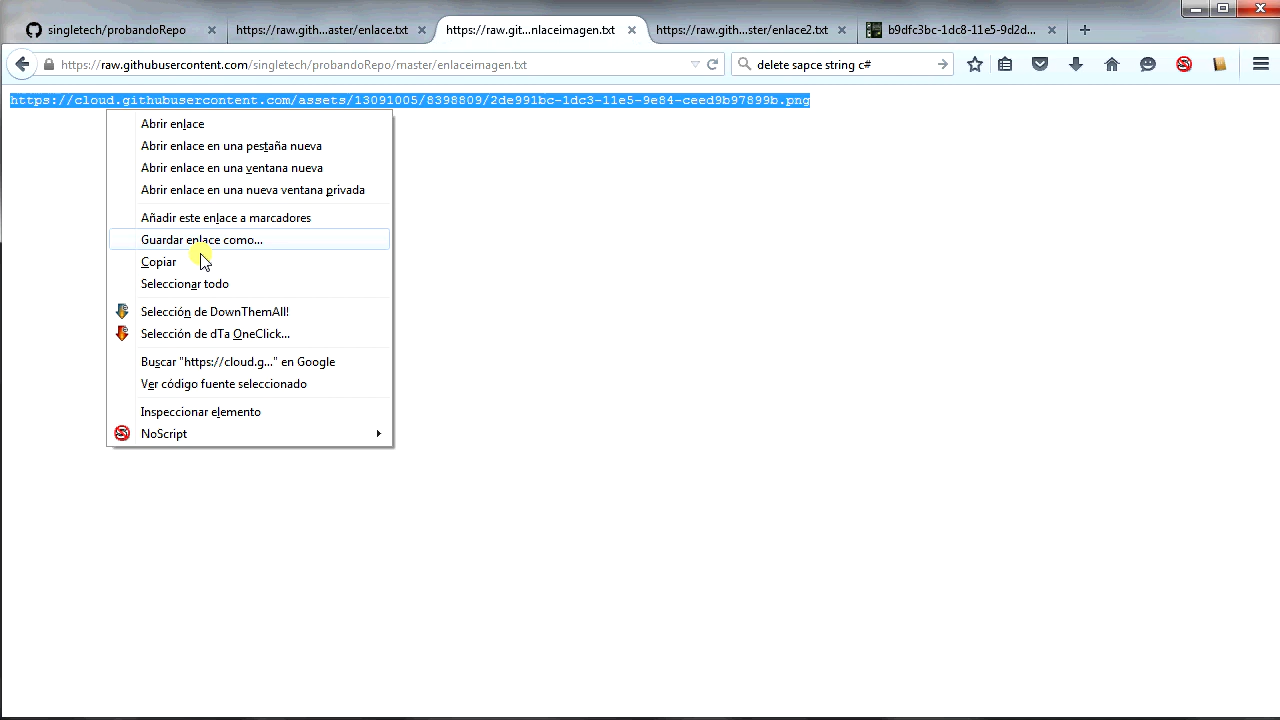 singletech/probandoRepo
https://raw.gith...aster/enlace.txt
https://raw.git...nlaceimagen.txt
https://raw.gith...ster/enlace2.txt
b9dfc3bc-1dc8-11e5-9d2d...
https://raw.githubusercontent.com/singletech/probandoRepo/master/enlaceimagen.txt
delete sapce string c#
https://cloud.githubusercontent.com/assets/13091005/8398809/2de991bc-1dc3-11e5-9e84-ceed9b97899b.png
Abrir enlace
Abrir enlace en una pestaña nueva
Abrir enlace en una ventana nueva
Abrir enlace en una nueva ventana privada
Añadir este enlace a marcadores
Guardar enlace como...
Copiar
Seleccionar todo
Selección de DownThemAll!
Selección de dTa OneClick...
Buscar "https://cloud.g..." en Google
Ver código fuente seleccionado
Inspeccionar elemento
NoScript